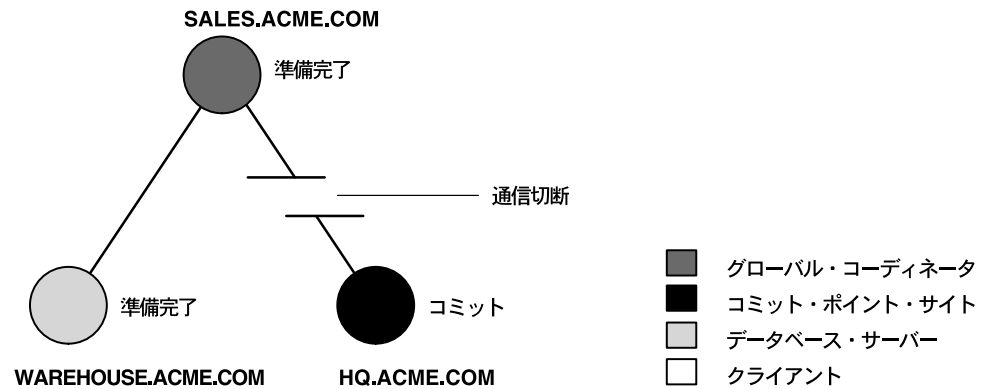 SALES.ACME.COM
準備完了
通信切断
準備完了
コミット
WAREHOUSE.ACME.COM
HQ.ACME.COM
グローバル・コーディネータ
コミット・ポイント・サイト
データベース・サーバー
クライアント